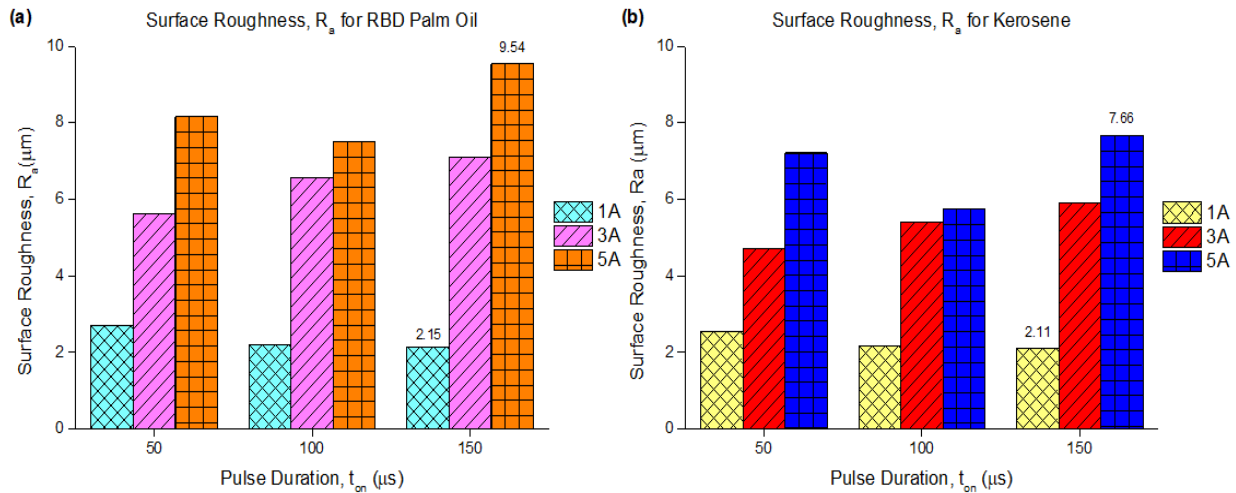 (a)
Surface Roughness, Ra for RBD Palm Oil
10
8
6
4
2
0
Surface Roughness, Ra(μm)
9.54
2.15
50
100
150
Pulse Duration, ton (μs)
1A
3A
5A
(b)
Surface Roughness, Ra for Kerosene
10
8
6
4
2
0
Surface Roughness, Ra (μm)
7.66
2.11
50
100
150
Pulse Duration, ton (μs)
1A
3A
5A